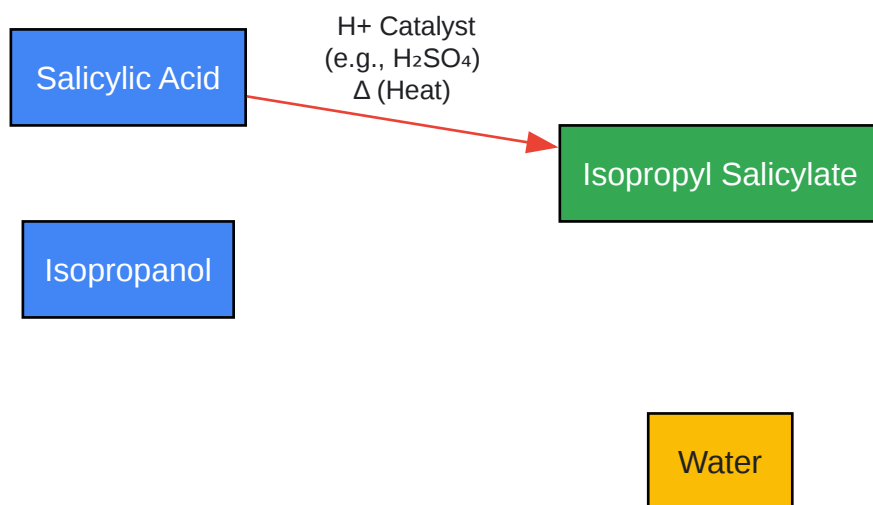 Salicylic Acid
H+ Catalyst
(e.g., H₂SO₄)
Δ (Heat)
Isopropyl Salicylate
Isopropanol
Water